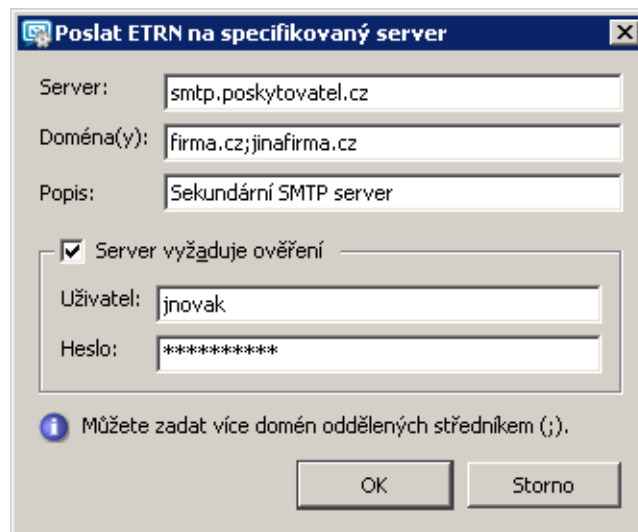 Poslat ETRN na specifikovaný server
Server: smtp.poskytovatel.cz
Doména(y): firma.cz;jinafirma.cz
Popis: Sekundární SMTP server
Server vyžaduje ověření
Uživatel: jnovak
Heslo: **********
Můžete zadat více domén oddělených středníkem (;).
OK Storno